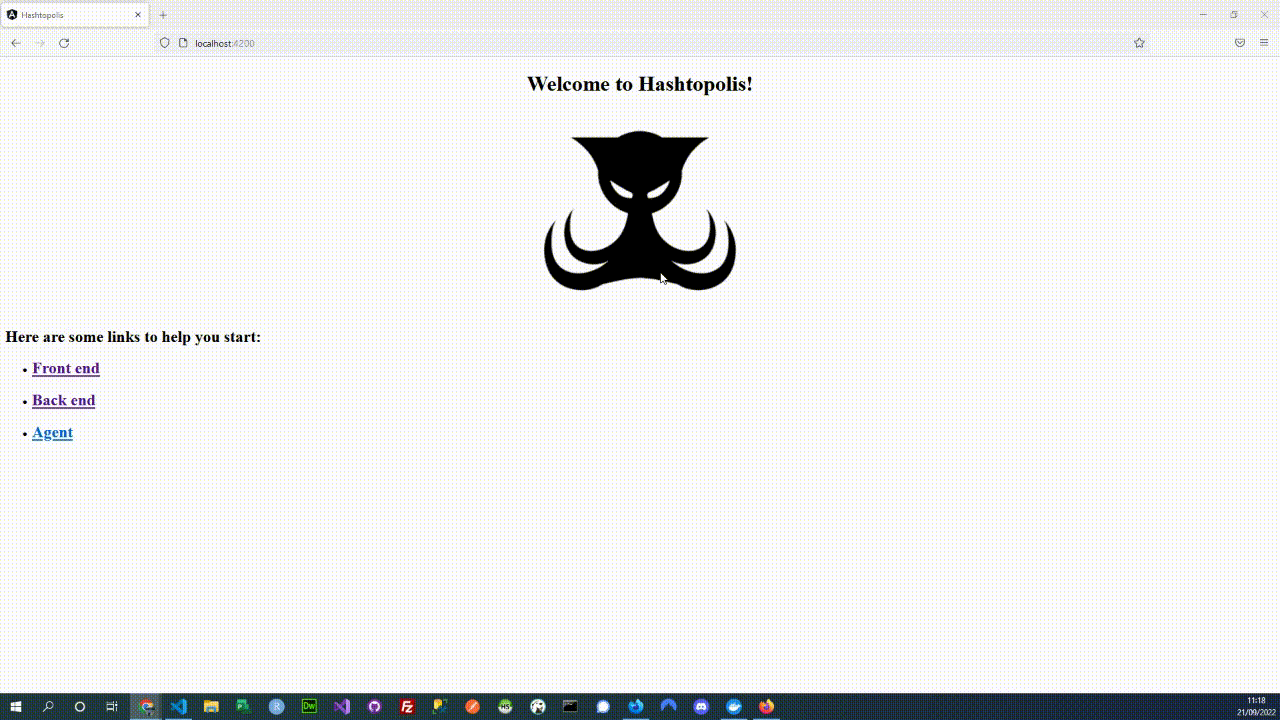 Hashtopolis
localhost:4200
Welcome to Hashtopolis!
Here are some links to help you start:
Front end
Back end
Agent
11:18
21/09/2022